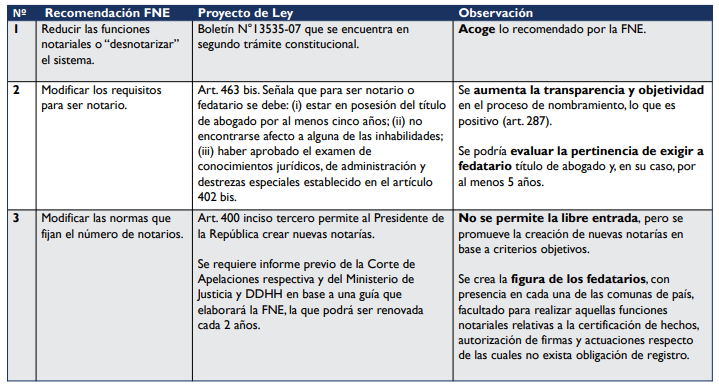 Nº Recomendación FNE Proyecto de Ley Observación
1
Reducir las funciones
notariales o “desnotarizar”
el sistema.
Boletín N°13535-07 que se encuentra en
segundo trámite constitucional.
Acoge lo recomendado por la FNE.
2
Modificar los requisitos
para ser notario.
Art. 463 bis. Señala que para ser notario o
fedatario se debe: (i) estar en posesión del título
de abogado por al menos cinco años; (ii) no
encontrarse afecto a alguna de las inhabilidades;
(iii) haber aprobado el examen de
conocimientos jurídicos, de administración y
destrezas especiales establecido en el artículo
402 bis.
Se aumenta la transparencia y objetividad
en el proceso de nombramiento, lo que es
positivo (art. 287).
Se podría evaluar la pertinencia de exigir a
fedatario título de abogado y, en su caso, por
al menos 5 años.
3
Modificar las normas que
fijan el número de notarios.
Art. 400 inciso tercero permite al Presidente de
la República crear nuevas notarías.
Se requiere informe previo de la Corte de
Apelaciones respectiva y del Ministerio de
Justicia y DDHH en base a una guía que
elaborará la FNE, la que podrá ser renovada
cada 2 años.
No se permite la libre entrada, pero se
promueve la creación de nuevas notarías en
base a criterios objetivos.
Se crea la figura de los fedatarios, con
presencia en cada una de las comunas de país,
facultado para realizar aquellas funciones
notariales relativas a la certificación de hechos,
autorización de firmas y actuaciones respecto
de las cuales no exista obligación de registro.